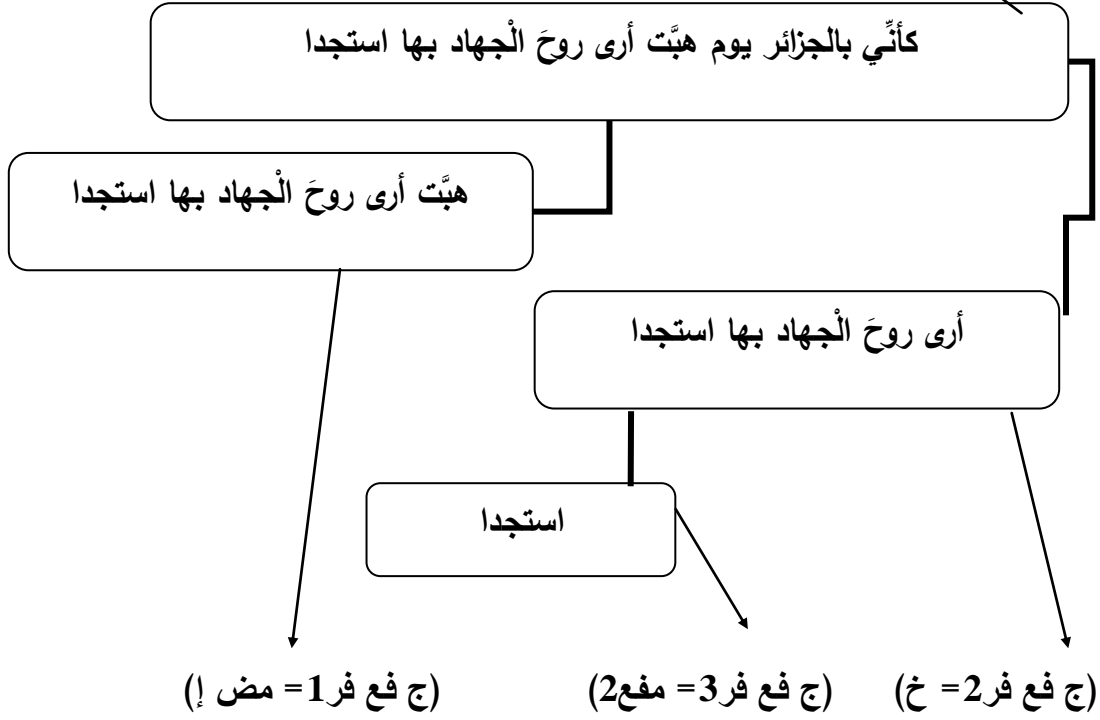 كأنِّي بالجزائر يوم هبَّت أرى روحَ الْجهاد بها استجدا
هبَّت أرى روحَ الْجهاد بها استجدا
أرى روحَ الْجهاد بها استجدا
استجدا
(ج فع فر2= خ) (ج فع فر3= مفع2) (ج فع فر1= مض إ)